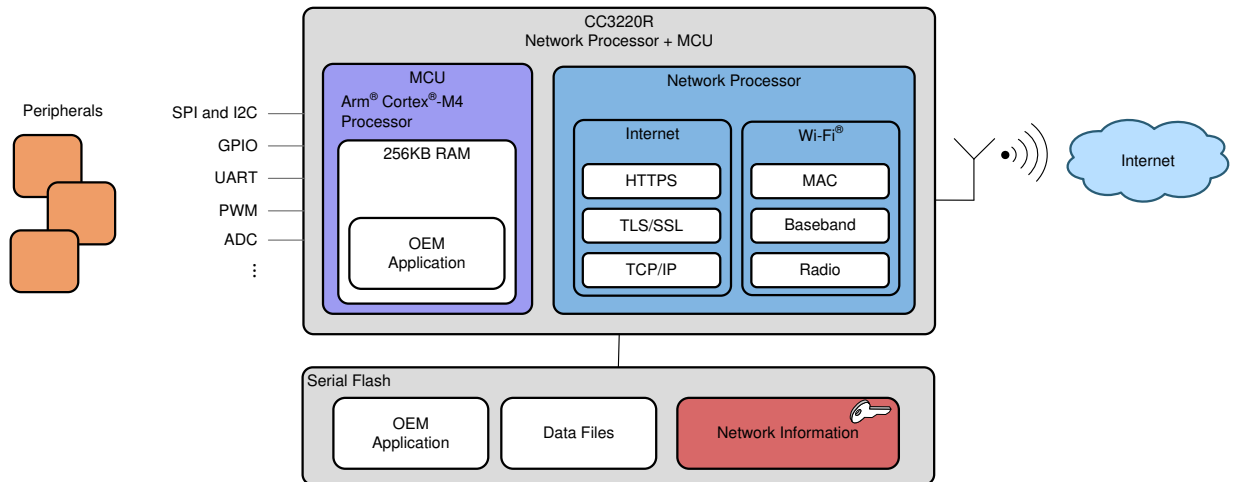 CC3220R
Network Processor + MCU
Peripherals
SPI and I2C
GPIO
UART
PWM
ADC
⋮
MCU
Arm® Cortex®-M4
Processor
256KB RAM
OEM
Application
Network Processor
Internet
HTTPS
TLS/SSL
TCP/IP
Wi-Fi®
MAC
Baseband
Radio
Internet
Serial Flash
OEM
Application
Data Files
Network Information